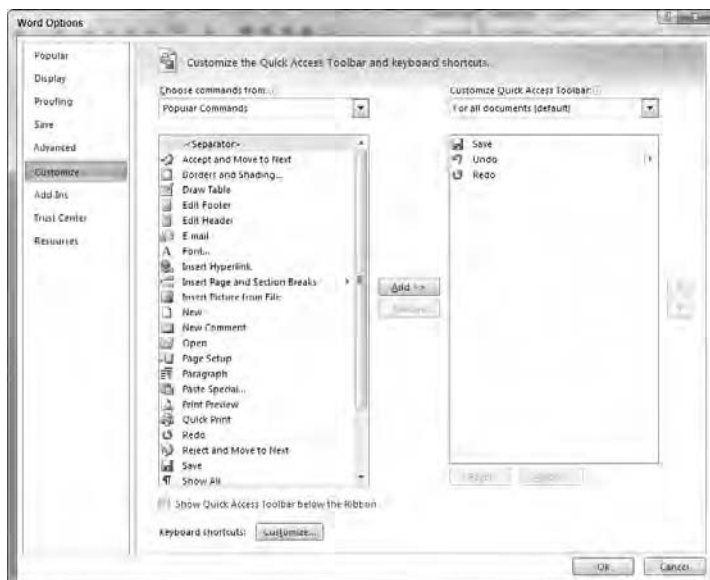 Word Options
Popular
Display
Proofing
Save
Advanced
Customize
Add-Ins
Trust Center
Resources
Customize the Quick Access Toolbar and keyboard shortcuts.
Choose commands from:
Popular Commands
<Separator>
Accept and Move to Next
Borders and Shading...
Draw Table
Edit Footer
Edit Header
E-mail
Font...
Insert Hyperlink
Insert Page and Section Breaks
Insert Picture from File
New
New Comment
Open
Page Setup
Paragraph
Paste Special...
Print Preview
Quick Print
Redo
Reject and Move to Next
Save
Show All
Add >>
Customize Quick Access Toolbar:
For all documents (default)
Save
Undo
Redo
Show Quick Access Toolbar below the Ribbon
Keyboard shortcuts: Customize...
OK
Cancel